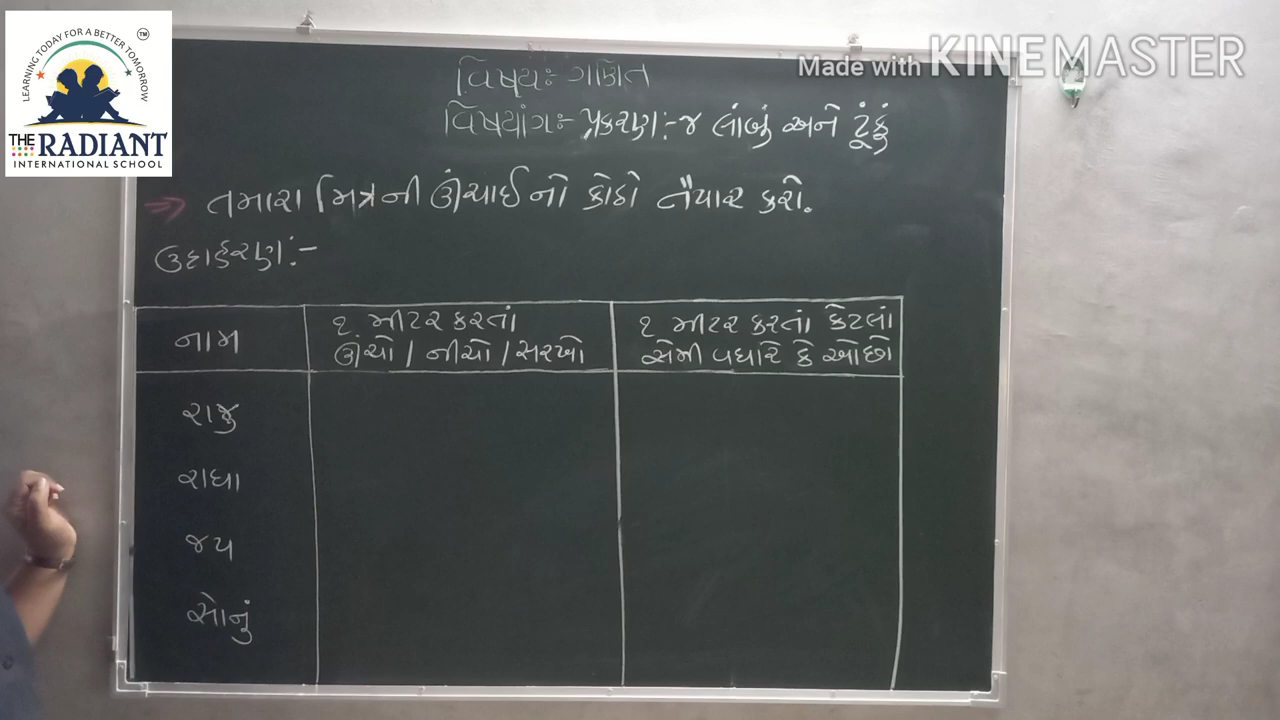 LEARNING TODAY FOR A BETTER TOMORROW
TM
THE RADIANT
INTERNATIONAL SCHOOL
Made with KINEMASTER
વિષય:- ગણિત
વિષયાંગ:- પ્રકરણ:-૪ લાંબુ અને ટૂંકું
⇒ તમારા મિત્રની ઊંચાઈનો કોઠો તૈયાર કરો.
ઉદાહરણ:-
નામ
૧ મીટર કરતાં
ઊંચો / નીચો / સરખો
૧ મીટર કરતાં કેટલાં
સેમી વધારે કે ઓછો
રાજુ
રાધા
જય
સોનું